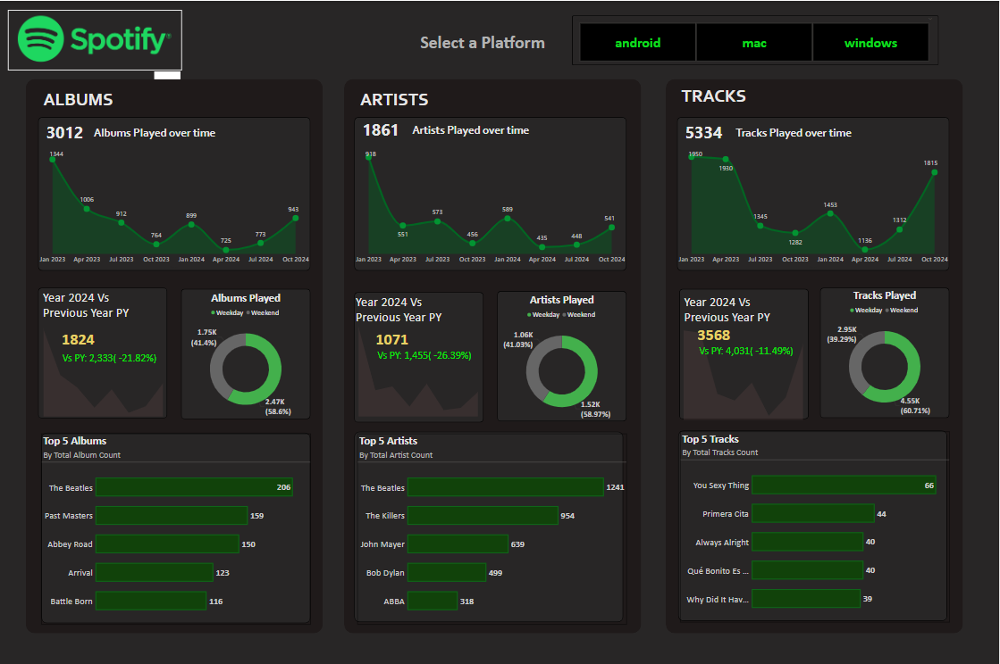 Spotify®
Select a Platform
android
mac
windows
ALBUMS
3012 Albums Played over time
1344
1006
912
764
899
725
773
943
Jan 2023 Apr 2023 Jul 2023 Oct 2023 Jan 2024 Apr 2024 Jul 2024 Oct 2024
Year 2024 Vs
Previous Year PY
1824
Vs PY: 2,333( -21.82%)
Albums Played
Weekday Weekend
1.75K
(41.4%)
2.47K
(58.6%)
Top 5 Albums
By Total Album Count
The Beatles 206
Past Masters 159
Abbey Road 150
Arrival 123
Battle Born 116
ARTISTS
1861 Artists Played over time
918
551
573
456
589
435
448
541
Jan 2023 Apr 2023 Jul 2023 Oct 2023 Jan 2024 Apr 2024 Jul 2024 Oct 2024
Year 2024 Vs
Previous Year PY
1071
Vs PY: 1,455( -26.39%)
Artists Played
Weekday Weekend
1.06K
(41.03%)
1.52K
(58.97%)
Top 5 Artists
By Total Artist Count
The Beatles 1241
The Killers 954
John Mayer 639
Bob Dylan 499
ABBA 318
TRACKS
5334 Tracks Played over time
1950
1930
1345
1282
1453
1136
1312
1815
Jan 2023 Apr 2023 Jul 2023 Oct 2023 Jan 2024 Apr 2024 Jul 2024 Oct 2024
Year 2024 Vs
Previous Year PY
3568
Vs PY: 4,031( -11.49%)
Tracks Played
Weekday Weekend
2.95K
(39.29%)
4.55K
(60.71%)
Top 5 Tracks
By Total Tracks Count
You Sexy Thing 66
Primera Cita 44
Always Alright 40
Qué Bonito Es ... 40
Why Did It Hav... 39